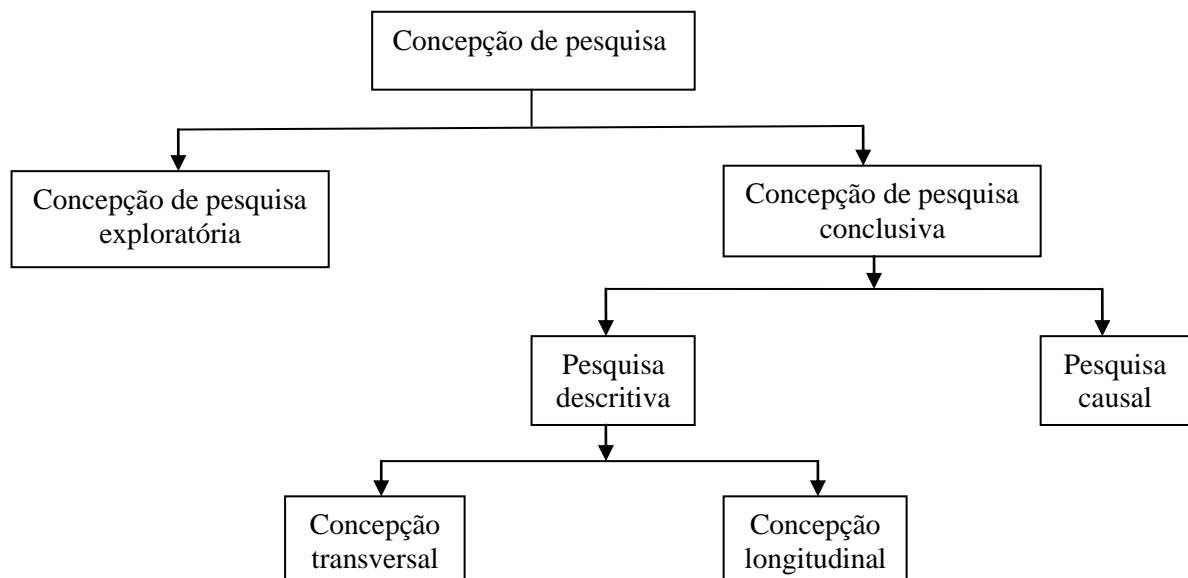 Concepção de pesquisa
Concepção de pesquisa
exploratória
Concepção de pesquisa
conclusiva
Pesquisa
descritiva
Pesquisa
causal
Concepção
transversal
Concepção
longitudinal